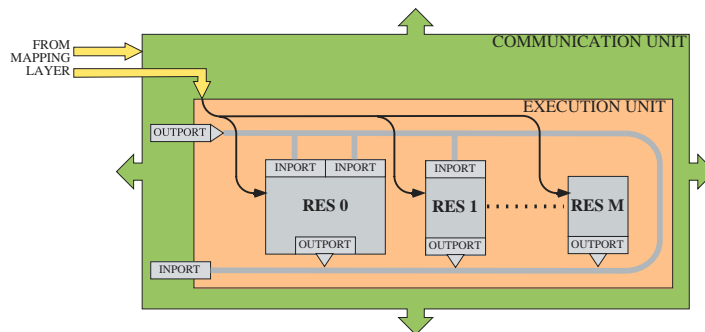 COMMUNICATION UNIT
FROM
MAPPING
LAYER
EXECUTION UNIT
OUTPORT
INPORT
INPORT
INPORT
RES 0
RES 1
RES M
OUTPORT
OUTPORT
OUTPORT
INPORT